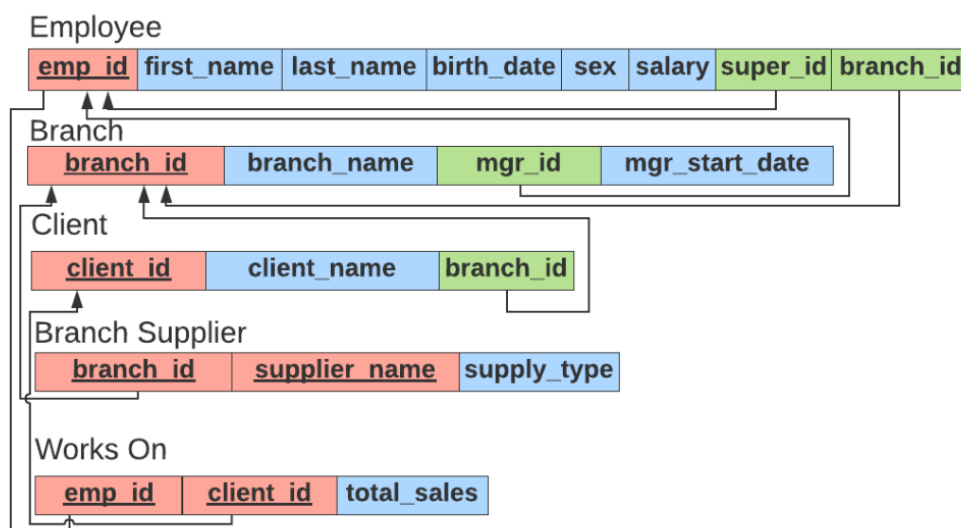 Employee
emp_id first_name last_name birth_date sex salary super_id branch_id
Branch
branch_id branch_name mgr_id mgr_start_date
Client
client_id client_name branch_id
Branch Supplier
branch_id supplier_name supply_type
Works On
emp_id client_id total_sales